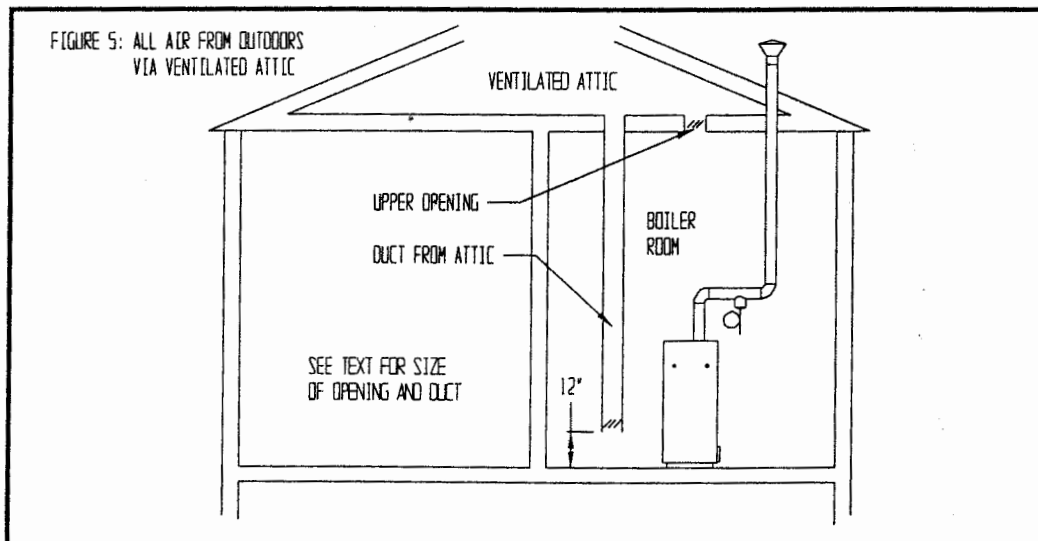 FIGURE 5: ALL AIR FROM OUTDOORS
VIA VENTILATED ATTIC
VENTILATED ATTIC
UPPER OPENING
BOILER
ROOM
DUCT FROM ATTIC
SEE TEXT FOR SIZE
OF OPENING AND DUCT
12"